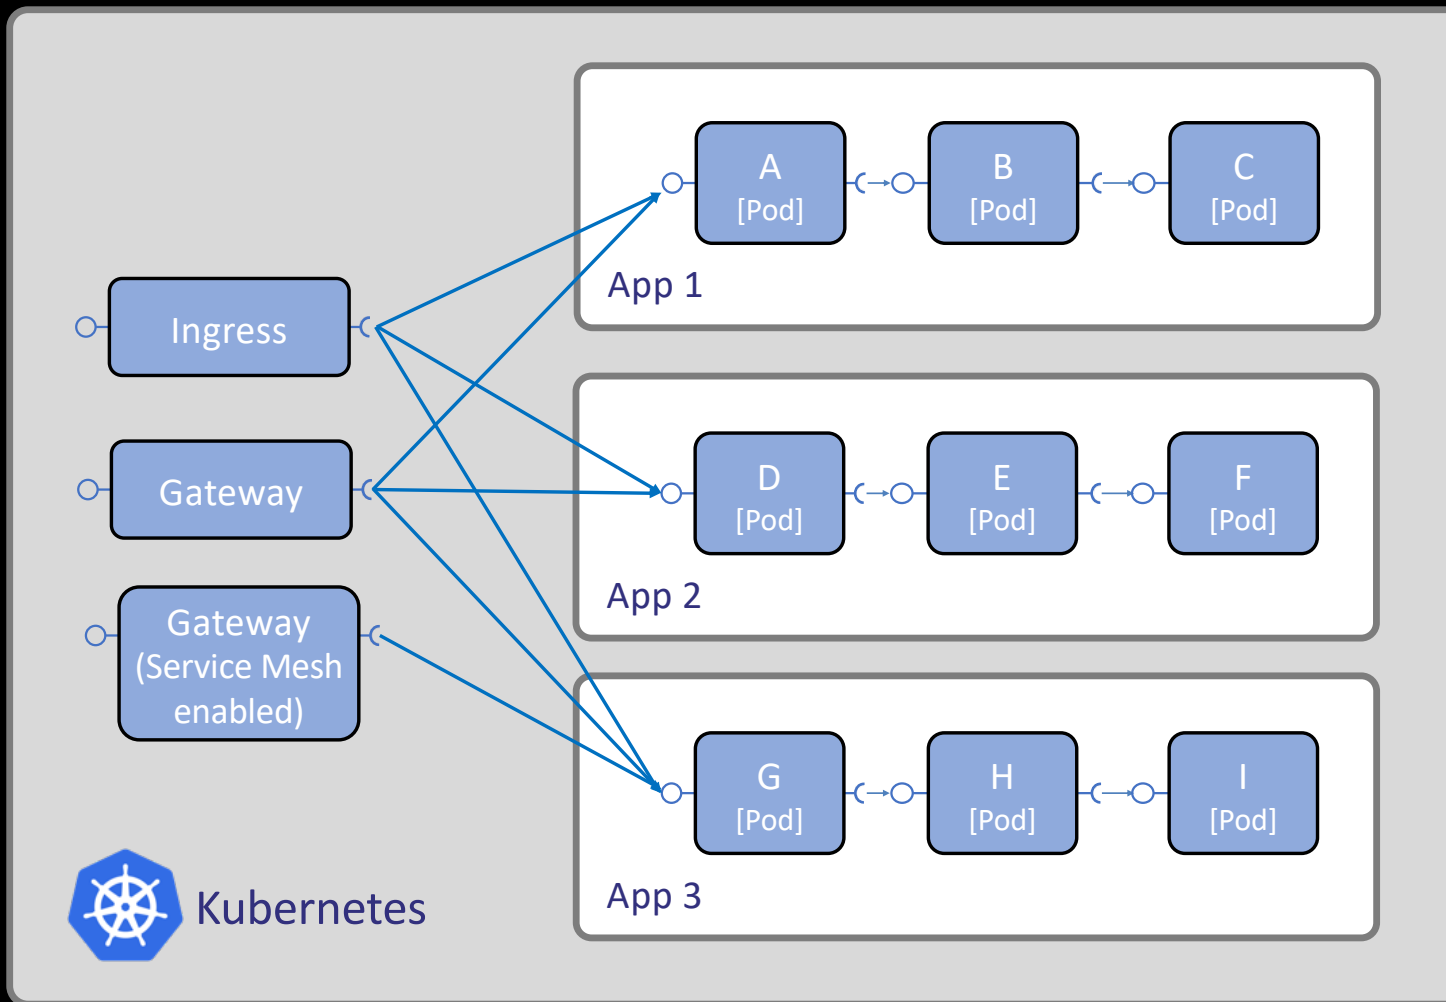 A
[Pod]
B
[Pod]
C
[Pod]
App 1
Ingress
Gateway
Gateway
(Service Mesh
enabled)
D
[Pod]
E
[Pod]
F
[Pod]
App 2
G
[Pod]
H
[Pod]
I
[Pod]
App 3
Kubernetes